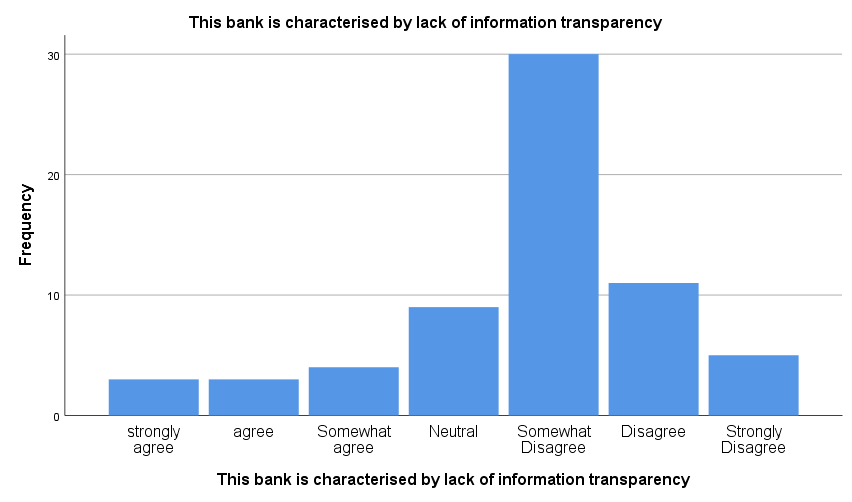 This bank is characterised by lack of information transparency
Frequency
30
20
10
0
strongly agree
agree
Somewhat agree
Neutral
Somewhat Disagree
Disagree
Strongly Disagree
This bank is characterised by lack of information transparency